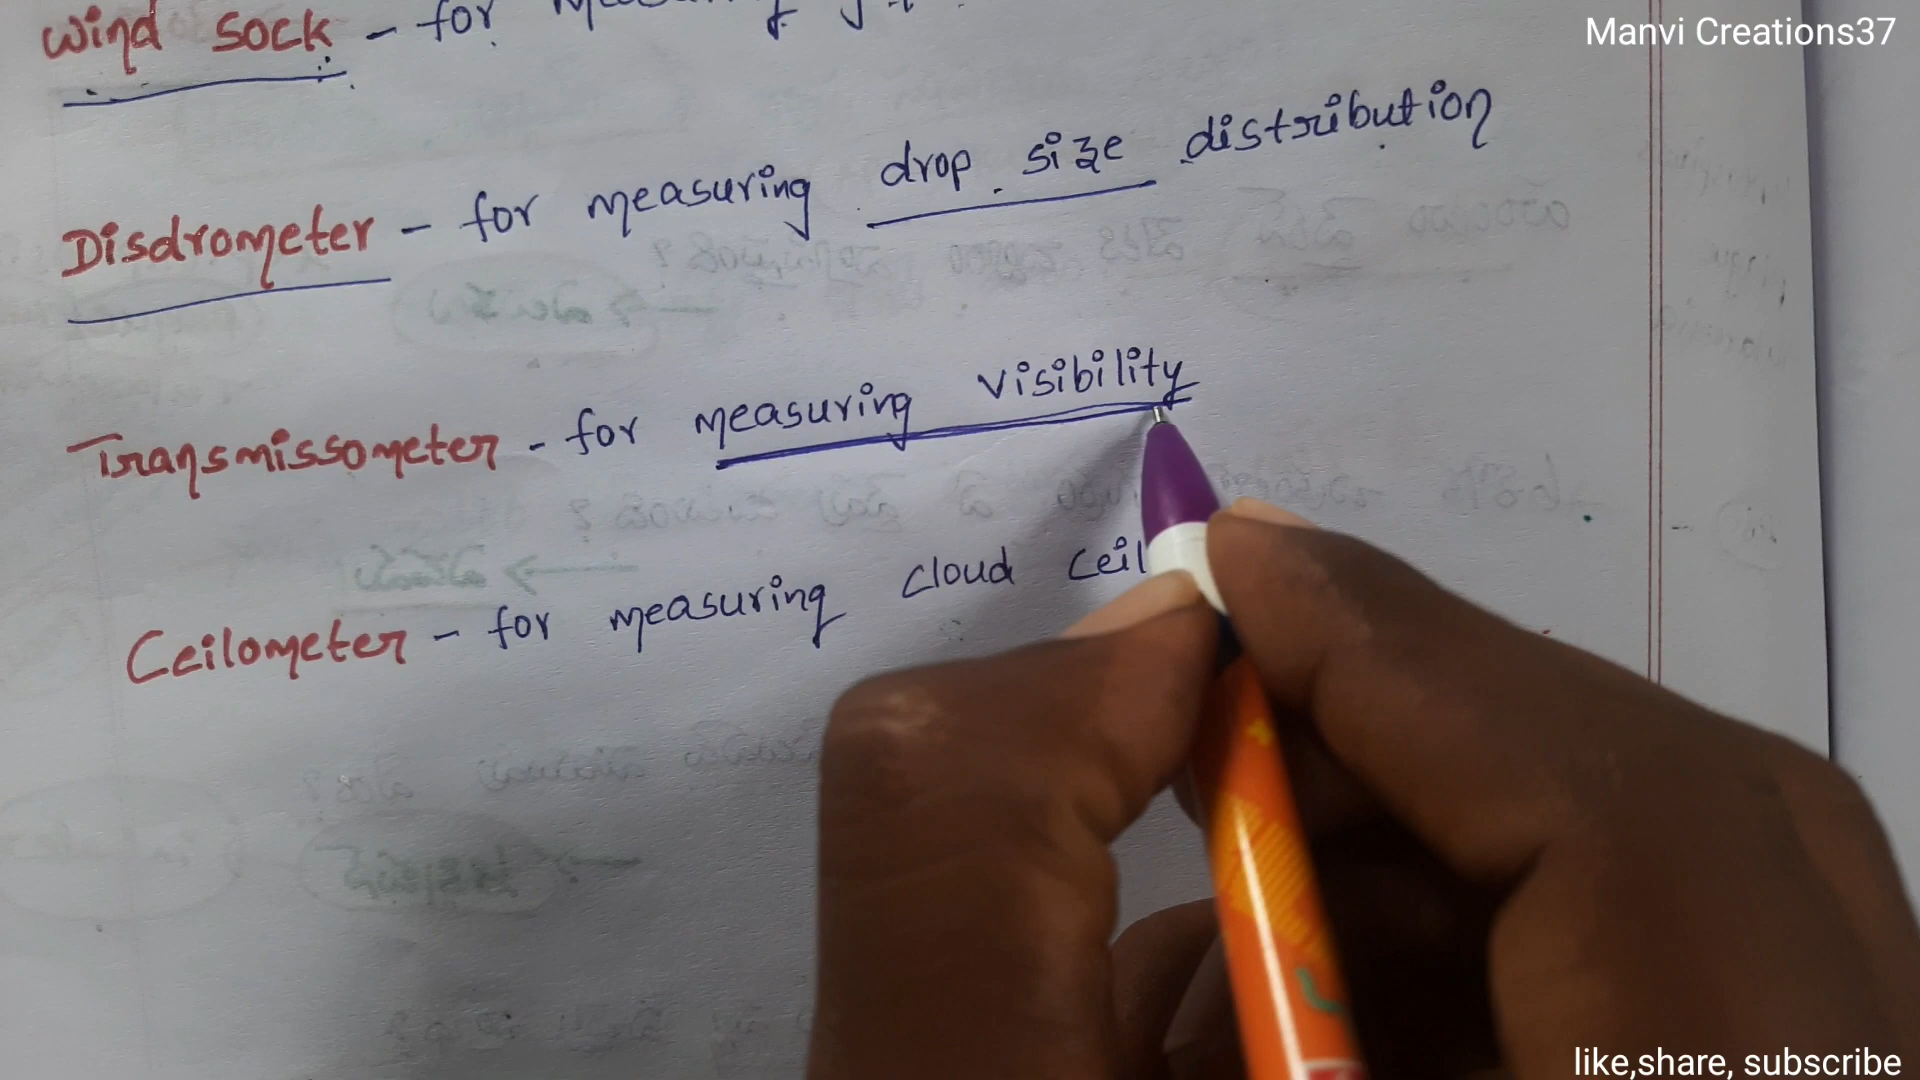 Manvi Creations37
Wind sock - for
Disdrometer - for measuring drop size distribution
Transmissometer - for measuring visibility
Ceilometer - for measuring cloud ceil
like,share, subscribe